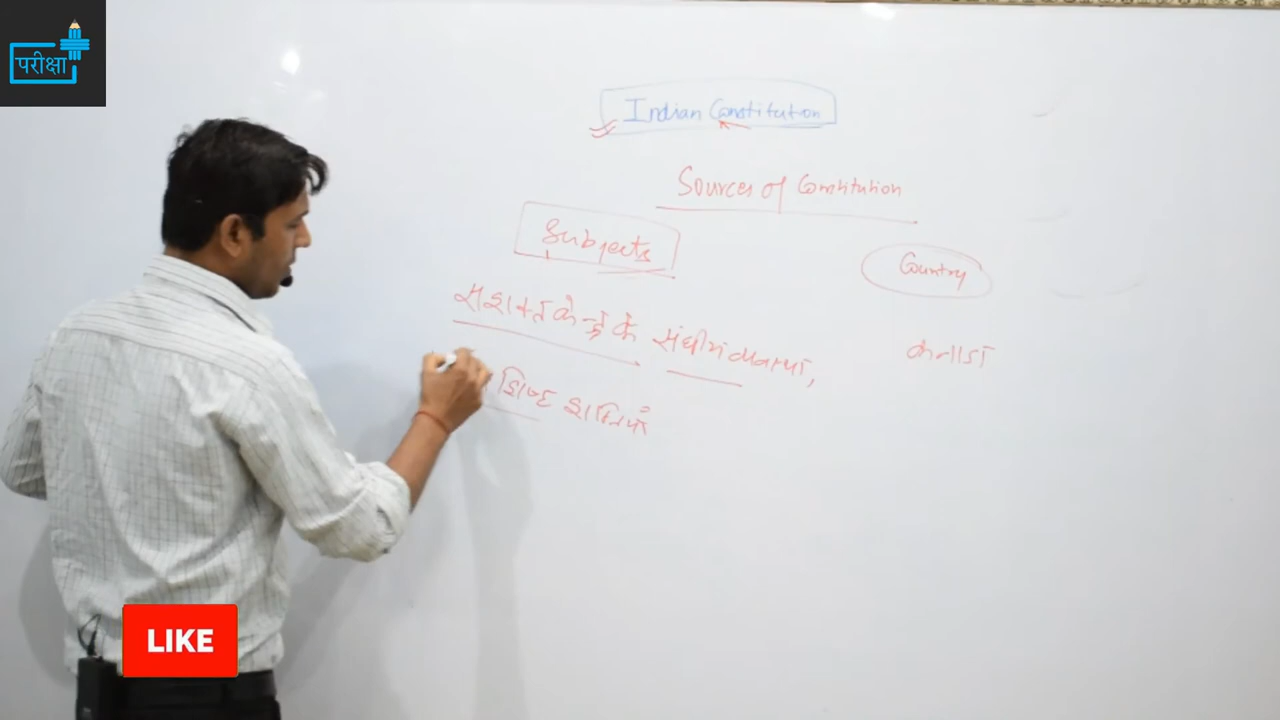 परीक्षा
Indian Constitution
Sources of Constitution
Subjects
Country
सशक्त केन्द्र के संघीय व्यवस्था,
कनाडा
शिष्ट शक्तियाँ
LIKE